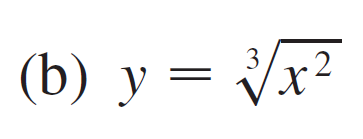 (b) y = ∛x²